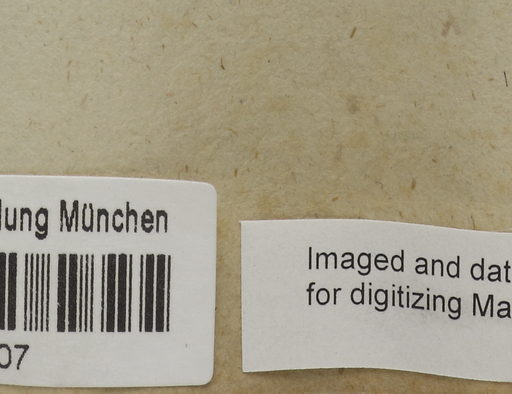 lung München
07
Imaged and dat
for digitizing Ma